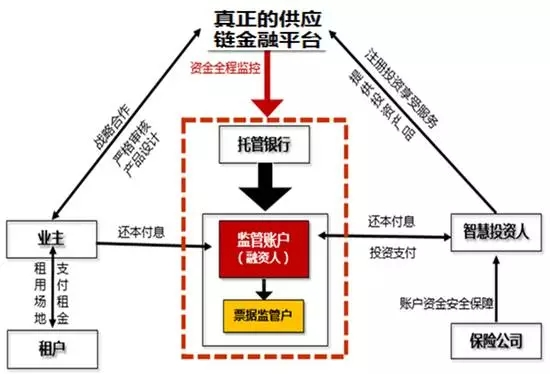 真正的供应
链金融平台
资金全程监控
战略合作
严格审核
产品设计
注册投资享受服务
提供投资产品
托管银行
业主
还本付息
监管账户
（融资人）
还本付息
投资支付
智慧投资人
租用场地
支付租金
票据监管户
账户资金安全保障
租户
保险公司